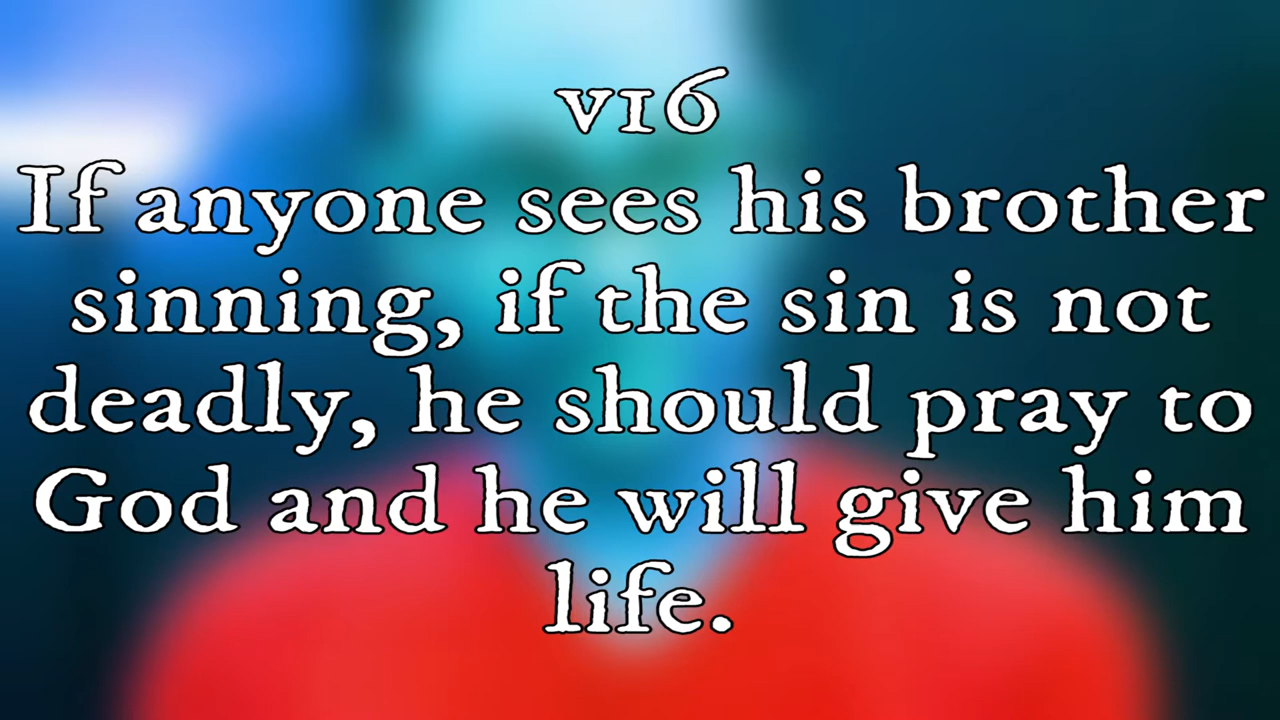 v16
If anyone sees his brother
sinning, if the sin is not
deadly, he should pray to
God and he will give him
life.